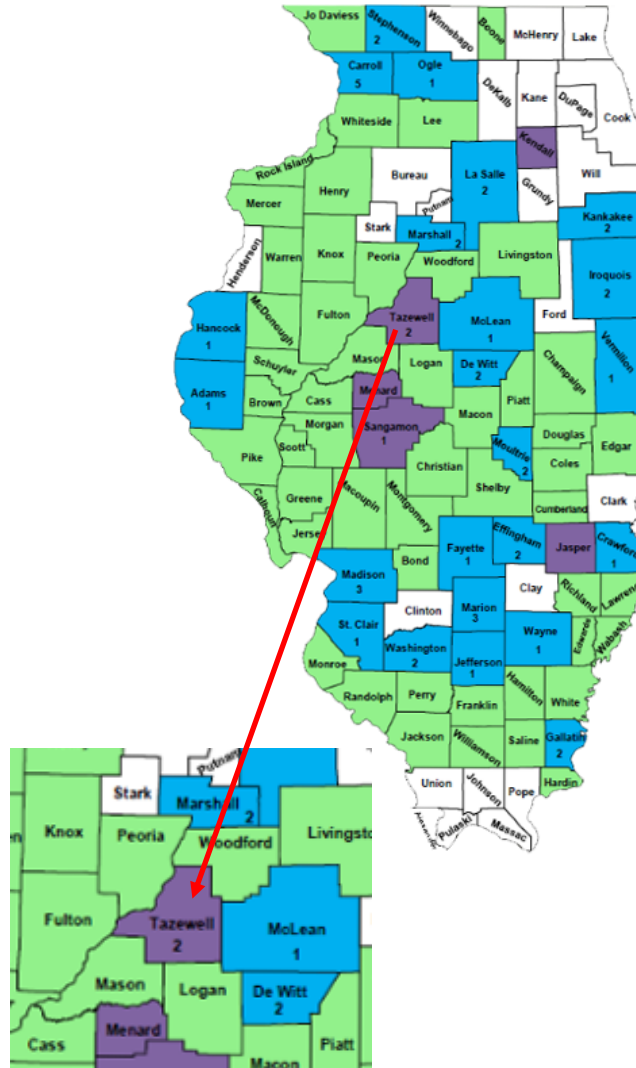 Jo Daviess
Stephenson
2
Winnebago
Boone
McHenry
Lake
Carroll
5
Ogle
1
DeKalb
Kane
DuPage
Cook
Whiteside
Lee
Kendall
Rock Island
Bureau
La Salle
2
Grundy
Will
Henry
Putnam
Mercer
Stark
Marshall 2
Kankakee
2
Henderson
Warren
Knox
Peoria
Woodford
Livingston
Iroquois
2
Fulton
Tazewell
2
McLean
1
Ford
Hancock
1
McDonough
Vermilion
1
Schuyler
Mason
Logan
De Witt
2
Champaign
Adams
1
Brown
Cass
Menard
Piatt
Macon
Morgan
Sangamon
1
Douglas
Edgar
Pike
Scott
Moultrie
2
Christian
Coles
Shelby
Greene
Macoupin
Montgomery
Cumberland
Clark
Calhoun
Jerse
Effingham
2
Fayette
1
Jasper
Crawford
1
Bond
Madison
3
Clay
Richland
Lawrenc
Clinton
Marion
3
St. Clair
1
Wayne
1
Edwards
Wabash
Washington
2
Jefferson
1
Monroe
Randolph
Perry
Hamilton
White
Franklin
Jackson
Williamson
Saline
Gallatin
2
Hardin
Union
Johnson
Pope
Pulaski
Massac
Putnam
Stark
Marshall
2
Knox
Peoria
Woodford
Livingsto
Fulton
Tazewell
2
McLean
1
Mason
Logan
De Witt
2
Menard
Cass
Piatt
Macon